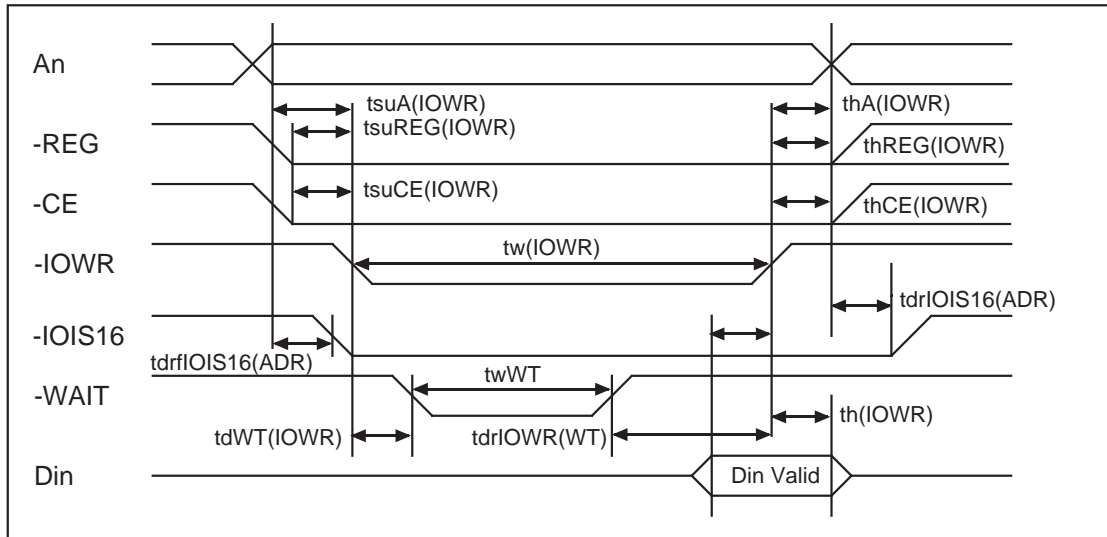 An
tsuA(IOWR)
thA(IOWR)
tsuREG(IOWR)
-REG
thREG(IOWR)
tsuCE(IOWR)
-CE
thCE(IOWR)
tw(IOWR)
-IOWR
tdrIOIS16(ADR)
-IOIS16
tdrfIOIS16(ADR)
twWT
-WAIT
th(IOWR)
tdWT(IOWR)
tdrIOWR(WT)
Din
Din Valid